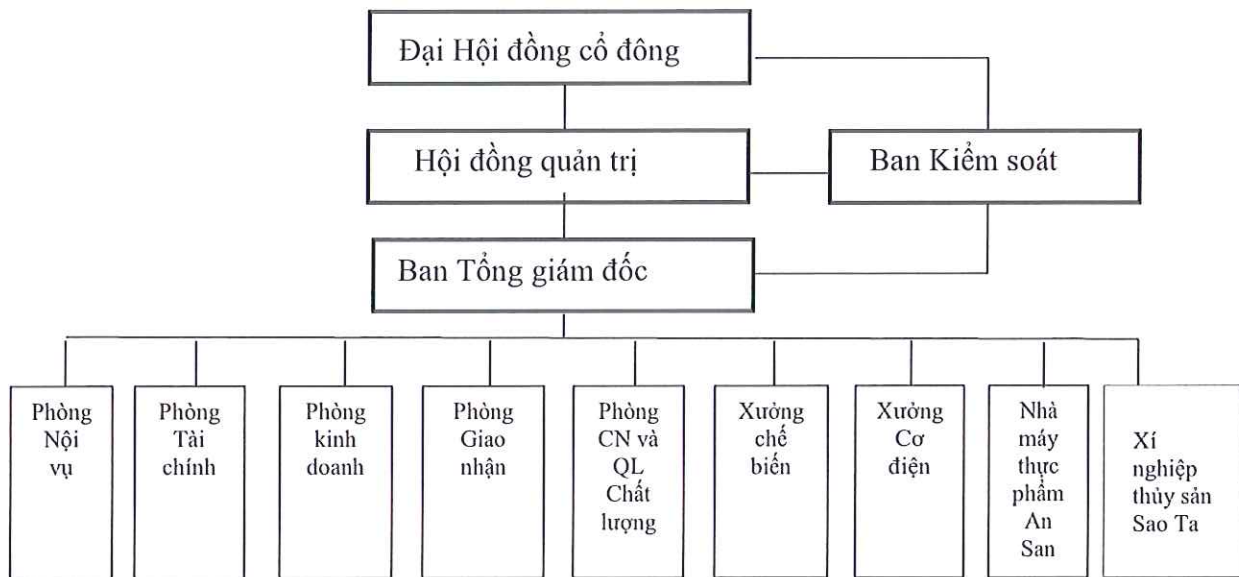 Đại Hội đồng cổ đông
Hội đồng quản trị
Ban Kiểm soát
Ban Tổng giám đốc
Phòng
Nội
vụ
Phòng
Tài
chính
Phòng
kinh
doanh
Phòng
Giao
nhận
Phòng
CN và
QL
Chất
lượng
Xưởng
chế
biến
Xưởng
Cơ
điện
Nhà
máy
thực
phẩm
An
San
Xí
nghiệp
thủy sản
Sao Ta